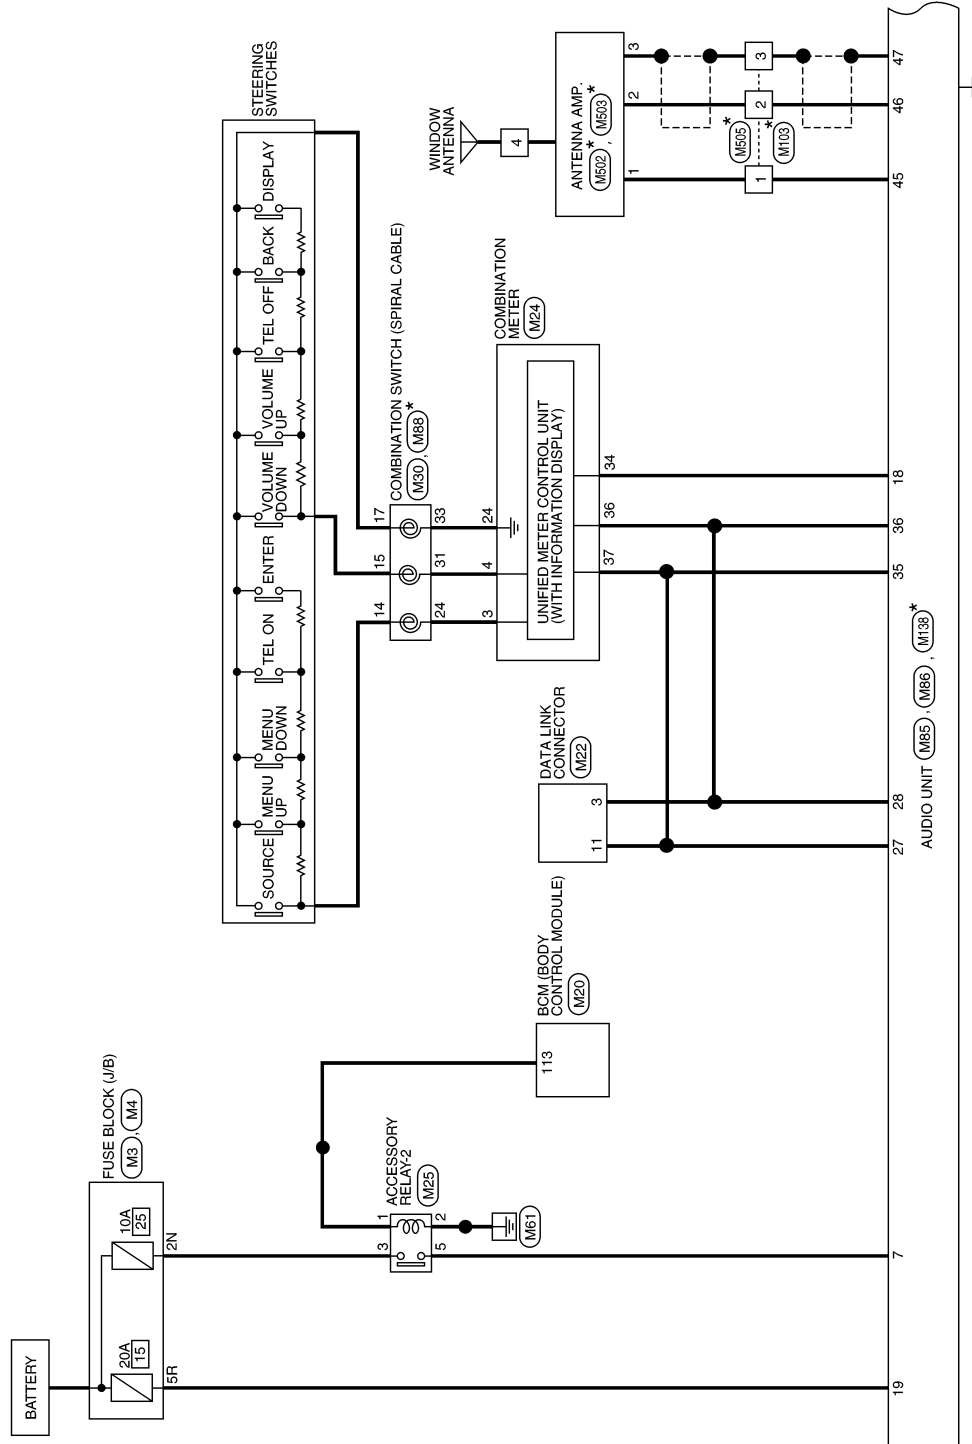 BATTERY
FUSE BLOCK (J/B)
M3 , M4
20A
15
10A
25
5R
2N
ACCESSORY
RELAY-2
M25
1
3
2
5
M61
BCM (BODY
CONTROL MODULE)
M20
113
STEERING
SWITCHES
SOURCE
MENU
UP
MENU
DOWN
TEL ON
ENTER
VOLUME
DOWN
VOLUME
UP
TEL OFF
BACK
DISPLAY
COMBINATION SWITCH (SPIRAL CABLE)
M30 , M88 *
14
15
17
24
31
33
COMBINATION
METER
M24
3
4
24
UNIFIED METER CONTROL UNIT
(WITH INFORMATION DISPLAY)
37
36
34
DATA LINK
CONNECTOR
M22
11
3
WINDOW
ANTENNA
4
ANTENNA AMP.
M502 * , M503 *
1
2
3
M505 *
M103 *
1
2
3
19
7
27
28
35
36
18
45
46
47
AUDIO UNIT M85 , M86 , M138 *